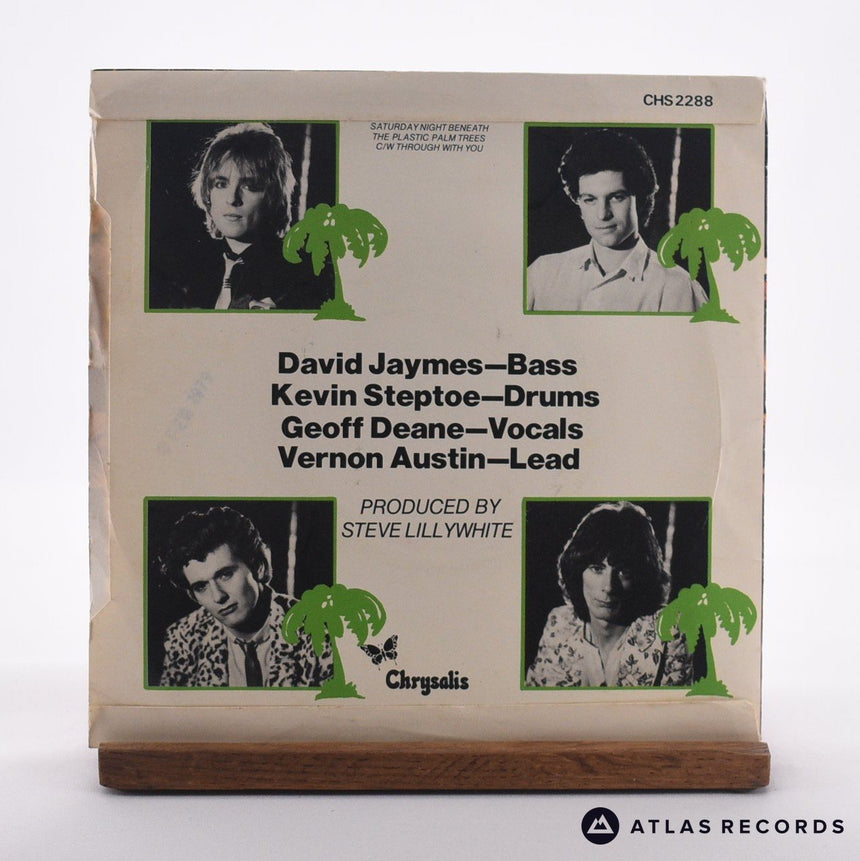 CHS 2288
SATURDAY NIGHT BENEATH
THE PLASTIC PALM TREES
C/W THROUGH WITH YOU
David Jaymes—Bass
Kevin Steptoe—Drums
Geoff Deane—Vocals
Vernon Austin—Lead
PRODUCED BY
STEVE LILLYWHITE
Chrysalis
ATLAS RECORDS